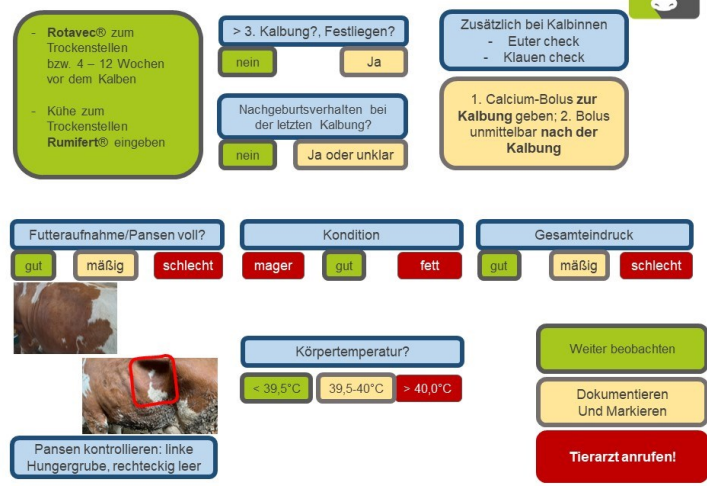 - Rotavec® zum
Trockenstellen
bzw. 4 – 12 Wochen
vor dem Kalben
- Kühe zum
Trockenstellen
Rumifert® eingeben
> 3. Kalbung?, Festliegen?
nein
Ja
Nachgeburtsverhalten bei
der letzten Kalbung?
nein
Ja oder unklar
Zusätzlich bei Kalbinnen
- Euter check
- Klauen check
1. Calcium-Bolus zur
Kalbung geben; 2. Bolus
unmittelbar nach der
Kalbung
Futteraufnahme/Pansen voll?
gut
mäßig
schlecht
Kondition
mager
gut
fett
Gesamteindruck
gut
mäßig
schlecht
Körpertemperatur?
< 39,5°C
39,5-40°C
> 40,0°C
Pansen kontrollieren: linke
Hungergrube, rechteckig leer
Weiter beobachten
Dokumentieren
Und Markieren
Tierarzt anrufen!